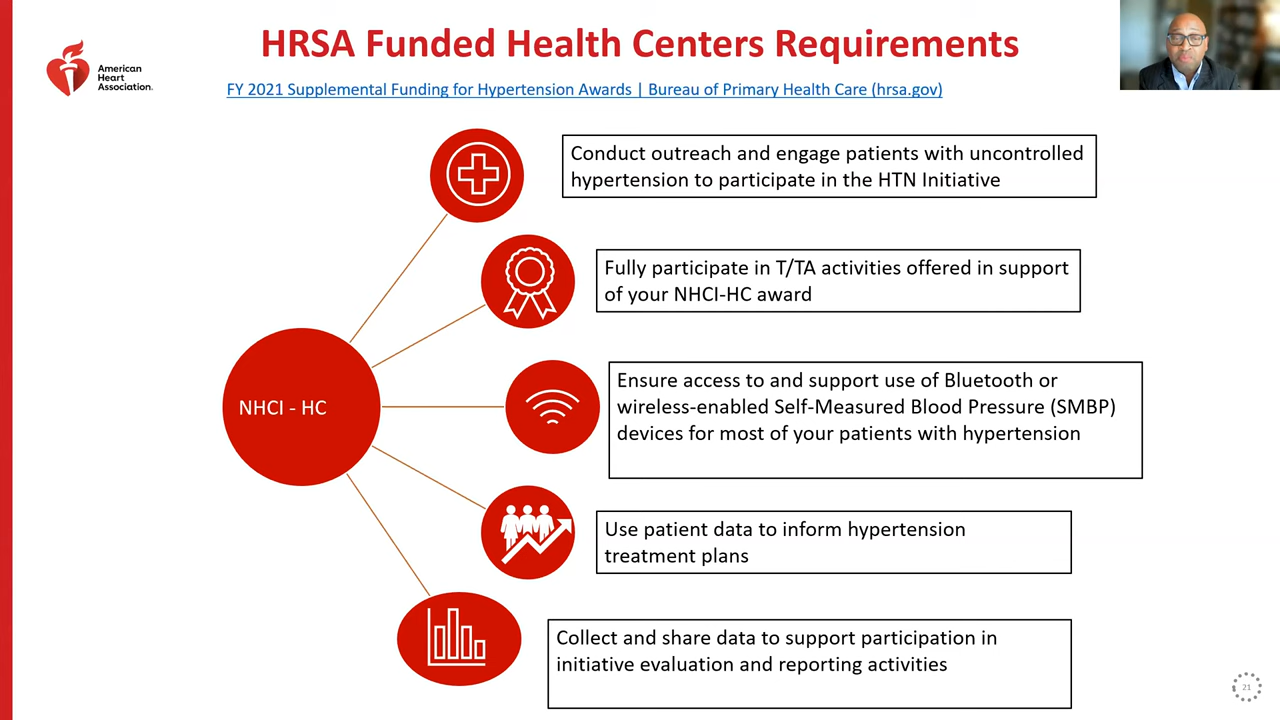 HRSA Funded Health Centers Requirements
American
Heart
Association.
FY 2021 Supplemental Funding for Hypertension Awards | Bureau of Primary Health Care (hrsa.gov)
Conduct outreach and engage patients with uncontrolled
hypertension to participate in the HTN Initiative
Fully participate in T/TA activities offered in support
of your NHCI-HC award
NHCI - HC
Ensure access to and support use of Bluetooth or
wireless-enabled Self-Measured Blood Pressure (SMBP)
devices for most of your patients with hypertension
Use patient data to inform hypertension
treatment plans
Collect and share data to support participation in
initiative evaluation and reporting activities
21